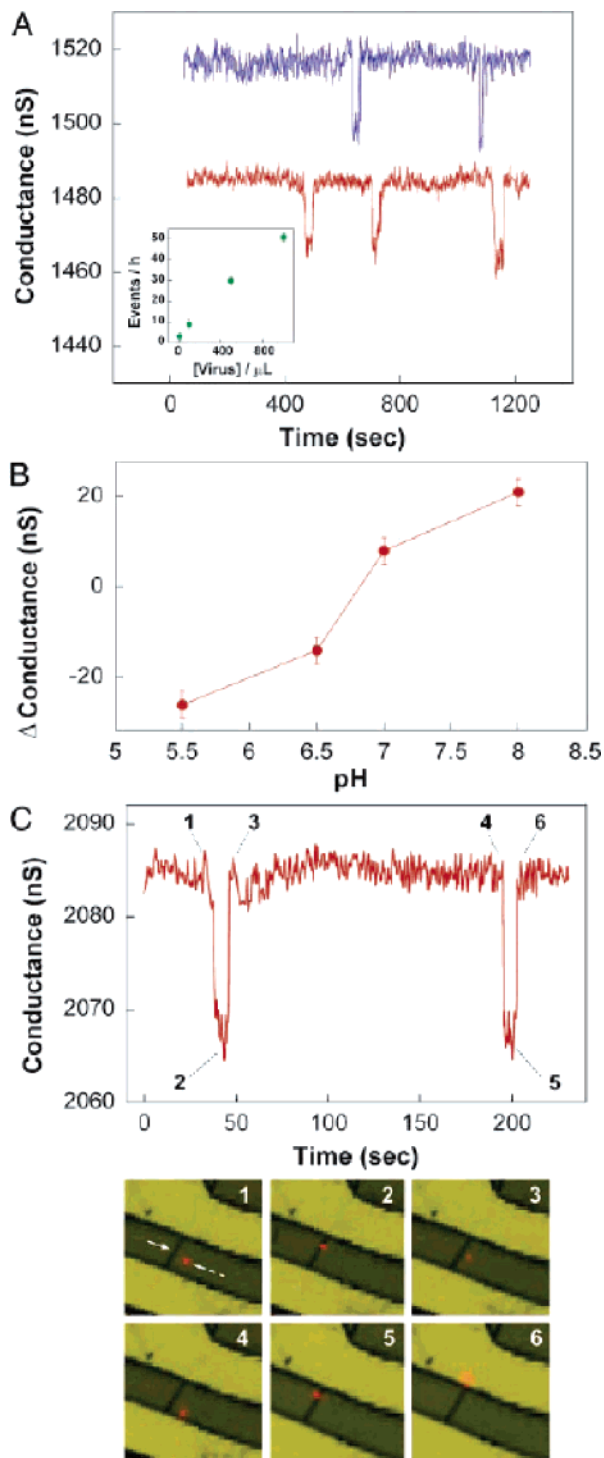 A
Conductance (nS)
1520
1500
1480
1460
1440
Events / h
50
40
30
20
10
0
0 400 800
[Virus] / μL
0 400 800 1200
Time (sec)
B
Δ Conductance (nS)
20
0
-20
5 5.5 6 6.5 7 7.5 8 8.5
pH
C
Conductance (nS)
2090
2080
2070
2060
1 3 4 6
2 5
0 50 100 150 200
Time (sec)
1 2 3
4 5 6